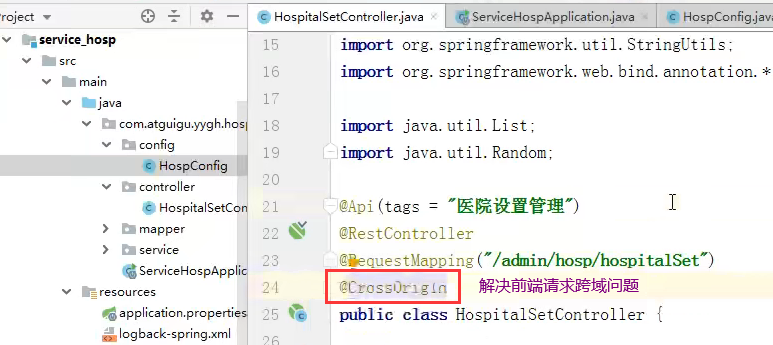 Project
HospitalSetController.java
ServiceHospApplication.java
HospConfig.java
service_hosp
src
main
java
com.atguigu.yygh.hosp
config
HospConfig
controller
HospitalSetCon
mapper
service
ServiceHospApplic
resources
application.properties
logback-spring.xml
15 import org.springframework.util.StringUtils;
16 import org.springframework.web.bind.annotation.*
17
18 import java.util.List;
19 import java.util.Random;
20
21 @Api(tags = "医院设置管理")
22 @RestController
23 @RequestMapping("/admin/hosp/hospitalSet")
24 @CrossOrigin 解决前端请求跨域问题
25 public class HospitalSetController {